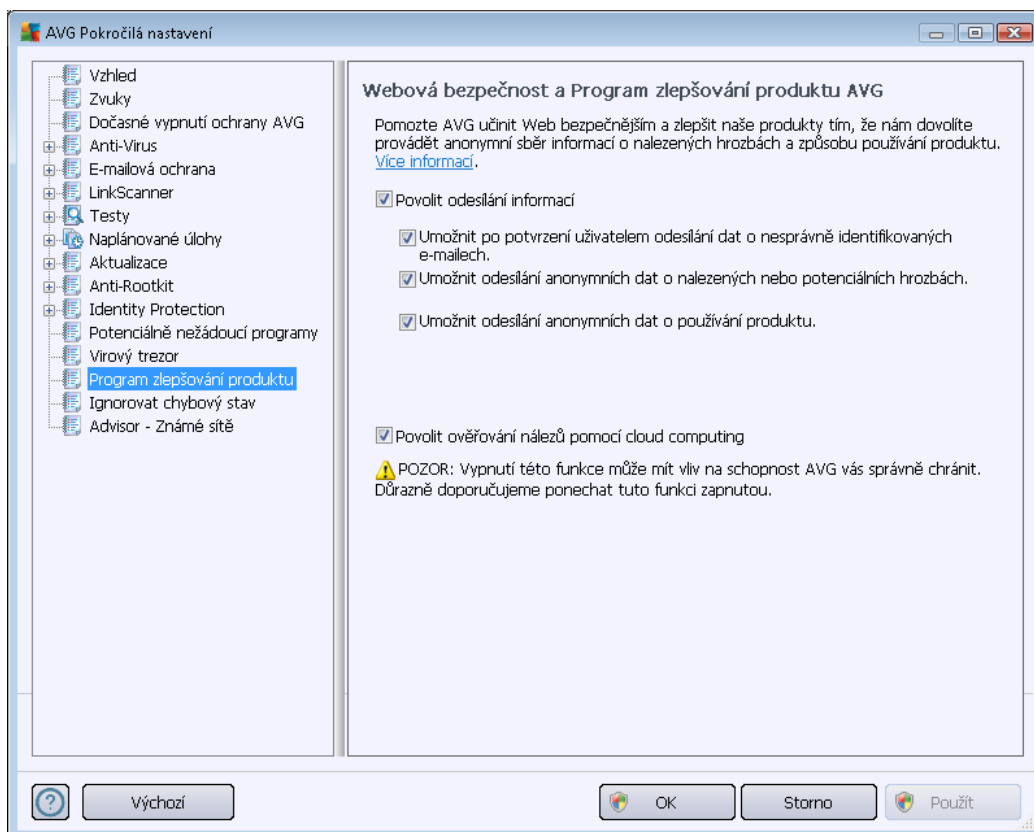 AVG Pokročilá nastavení
Vzhled
Zvuky
Dočasné vypnutí ochrany AVG
Anti-Virus
E-mailová ochrana
LinkScanner
Testy
Naplánované úlohy
Aktualizace
Anti-Rootkit
Identity Protection
Potenciálně nežádoucí programy
Virový trezor
Program zlepšování produktu
Ignorovat chybový stav
Advisor - Známé sítě
Webová bezpečnost a Program zlepšování produktu AVG
Pomozte AVG učinit Web bezpečnějším a zlepšit naše produkty tím, že nám dovolíte
provádět anonymní sběr informací o nalezených hrozbách a způsobu používání produktu.
Více informací.
Povolit odesílání informací
Umožnit po potvrzení uživatelem odesílání dat o nesprávně identifikovaných
e-mailech.
Umožnit odesílání anonymních dat o nalezených nebo potenciálních hrozbách.
Umožnit odesílání anonymních dat o používání produktu.
Povolit ověřování nálezů pomocí cloud computing
POZOR: Vypnutí této funkce může mít vliv na schopnost AVG vás správně chránit.
Důrazně doporučujeme ponechat tuto funkci zapnutou.
Výchozí
OK
Storno
Použít